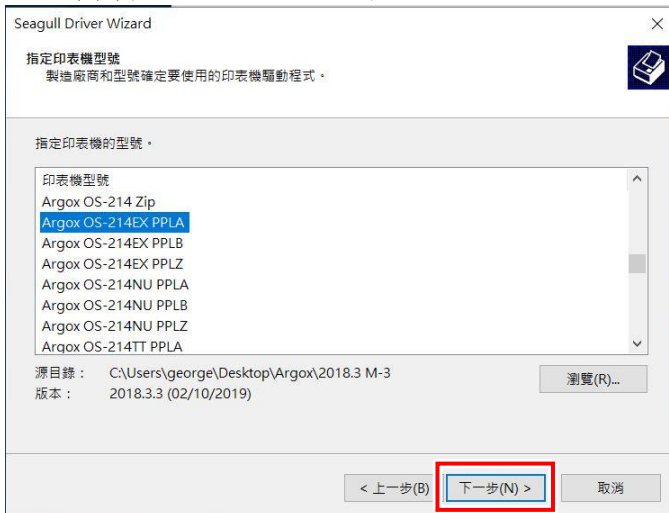 Seagull Driver Wizard
指定印表機型號
製造廠商和型號確定要使用的印表機驅動程式。
指定印表機的型號。
印表機型號
Argox OS-214 Zip
Argox OS-214EX PPLA
Argox OS-214EX PPLB
Argox OS-214EX PPLZ
Argox OS-214NU PPLA
Argox OS-214NU PPLB
Argox OS-214NU PPLZ
Argox OS-214TT PPLA
源目錄： C:\Users\george\Desktop\Argox\2018.3 M-3
瀏覽(R)...
版本： 2018.3.3 (02/10/2019)
< 上一步(B) 下一步(N) > 取消